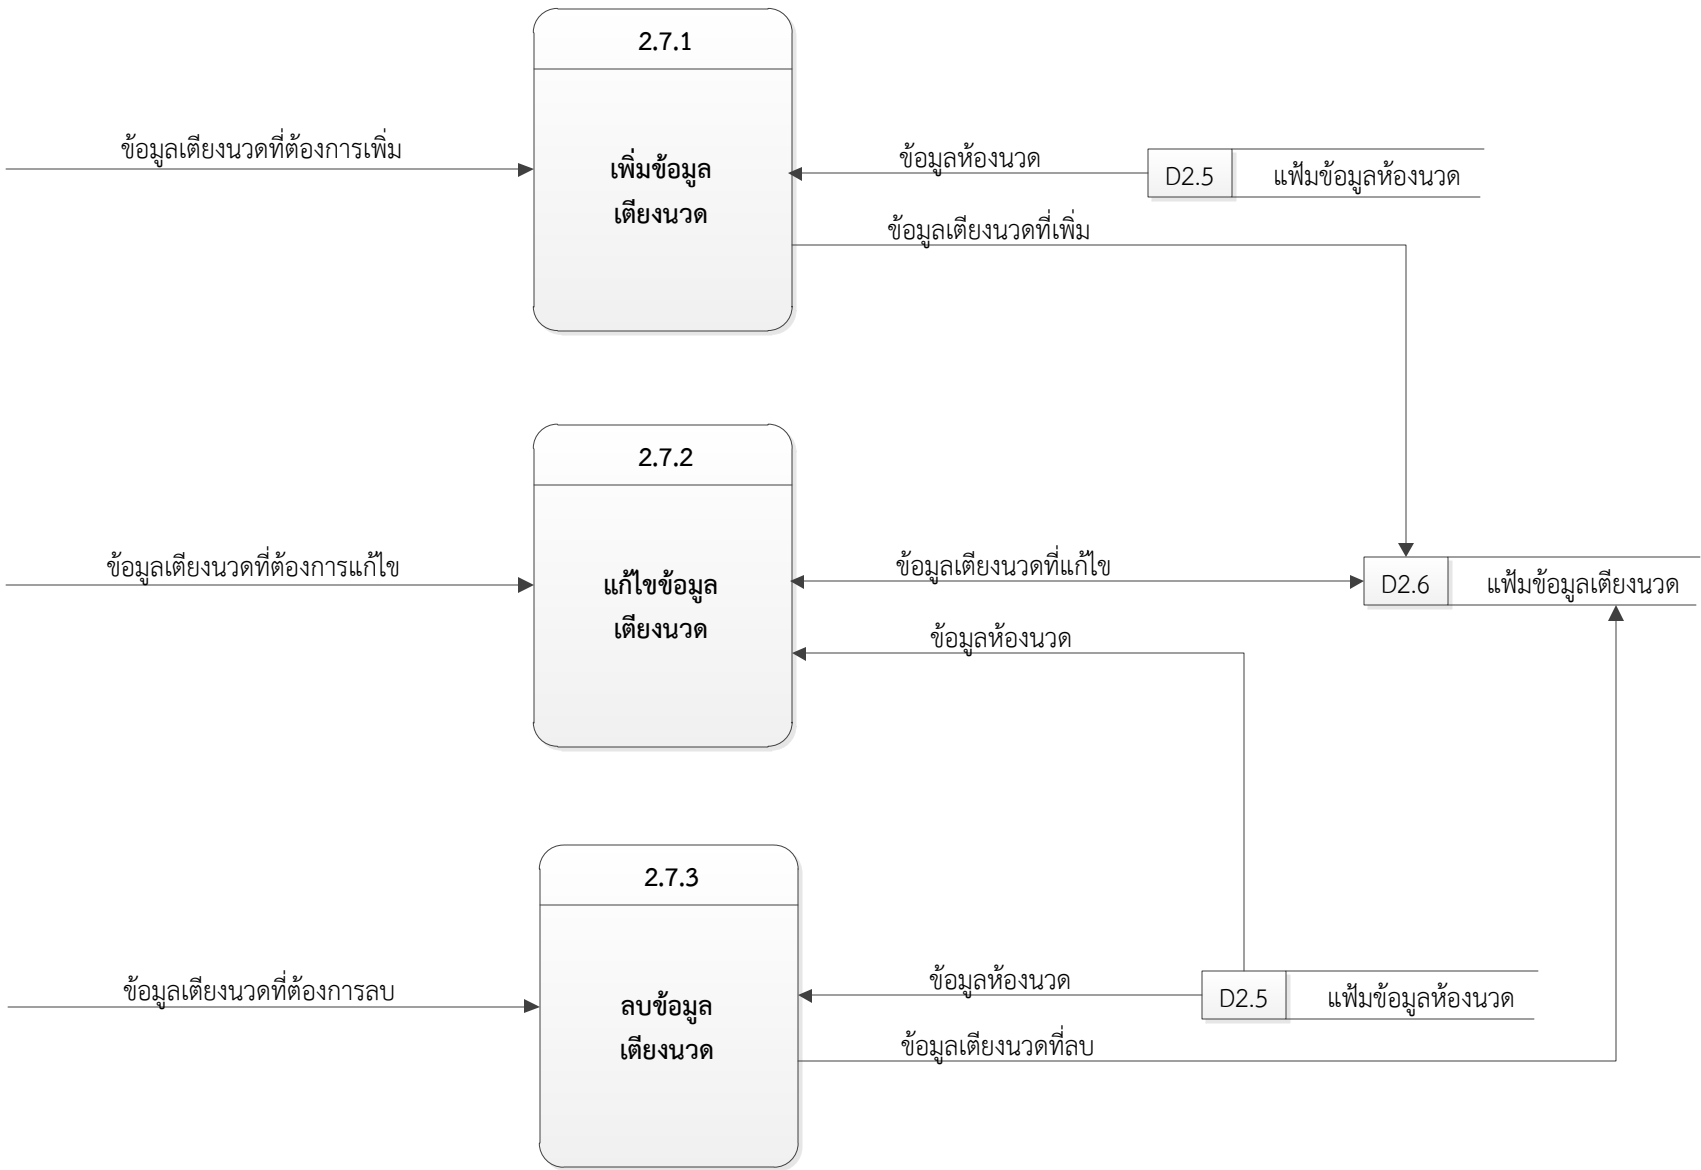 2.7.1
ข้อมูลเตียงนวดที่ต้องการเพิ่ม
เพิ่มข้อมูล
เตียงนวด
ข้อมูลห้องนวด
D2.5
แฟ้มข้อมูลห้องนวด
ข้อมูลเตียงนวดที่เพิ่ม
2.7.2
ข้อมูลเตียงนวดที่ต้องการแก้ไข
แก้ไขข้อมูล
เตียงนวด
ข้อมูลเตียงนวดที่แก้ไข
D2.6
แฟ้มข้อมูลเตียงนวด
ข้อมูลห้องนวด
2.7.3
ข้อมูลเตียงนวดที่ต้องการลบ
ลบข้อมูล
เตียงนวด
ข้อมูลห้องนวด
D2.5
แฟ้มข้อมูลห้องนวด
ข้อมูลเตียงนวดที่ลบ